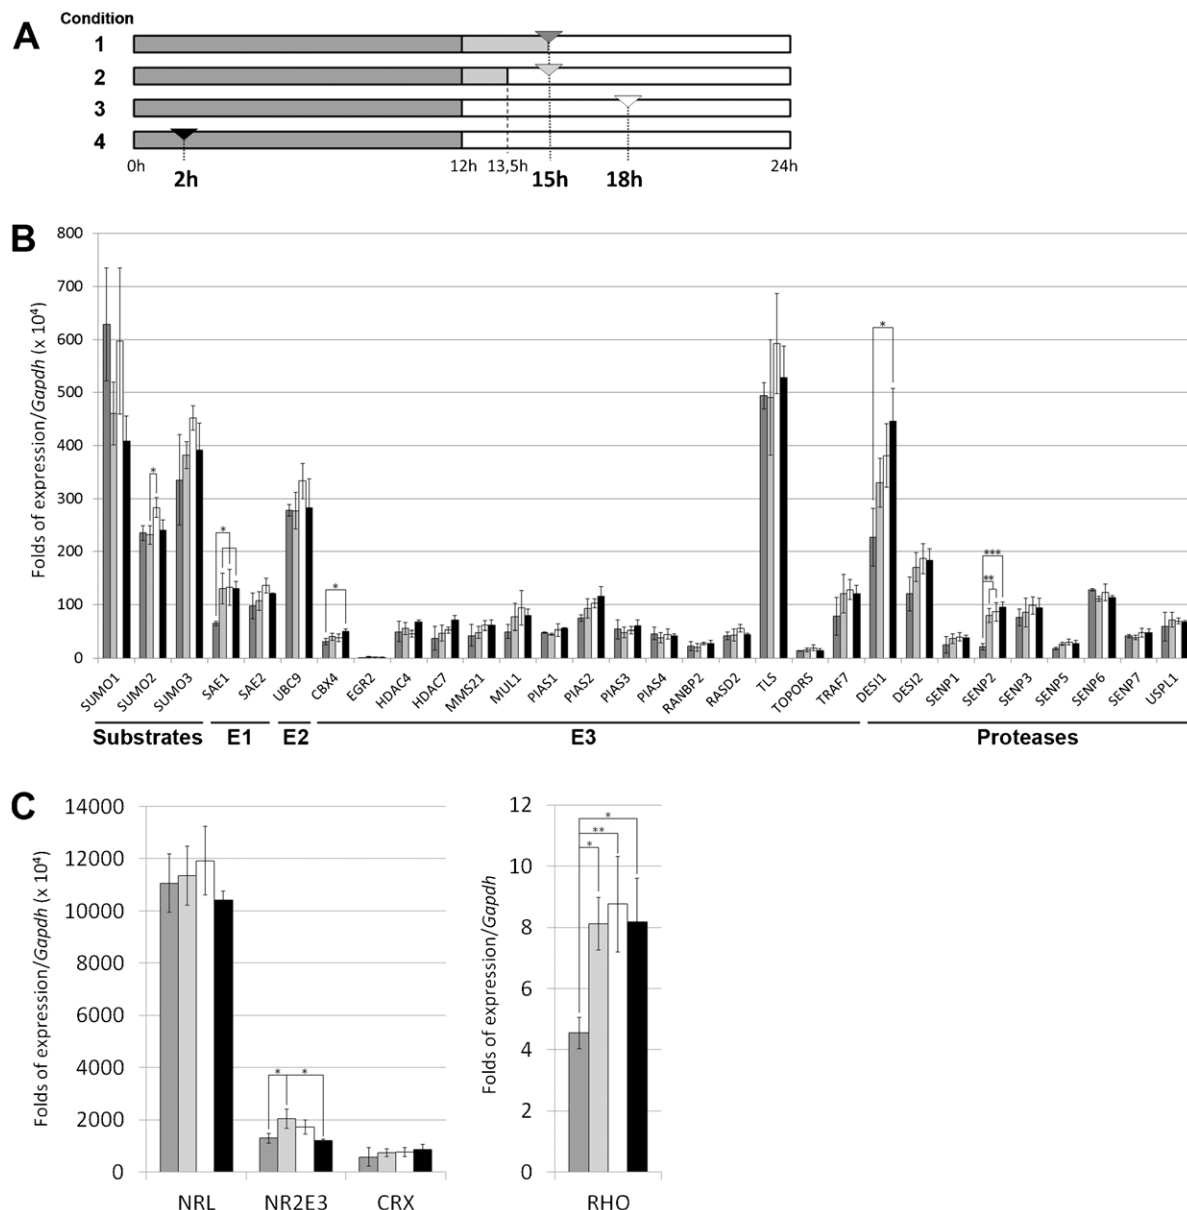 Condition
A
1
2
3
4
0h 12h 13,5h 24h
2h 15h 18h
B
Folds of expression/Gapdh (x 10⁴)
800
700
600
500
400
300
200
100
0
* * * * * ** ***
SUMO1 SUMO2 SUMO3 SAE1 SAE2 UBC9 CBX4 EGR2 HDAC4 HDAC7 MMS21 MUL1 PIAS1 PIAS2 PIAS3 PIAS4 RANBP2 RASD2 TLS TOPORS TRAF7 DESI1 DESI2 SENP1 SENP2 SENP3 SENP5 SENP6 SENP7 USPL1
Substrates E1 E2 E3 Proteases
C
Folds of expression/Gapdh (x 10⁴)
14000
12000
10000
8000
6000
4000
2000
0
* *
NRL NR2E3 CRX
Folds of expression/Gapdh
12
10
8
6
4
2
0
*
**
*
RHO